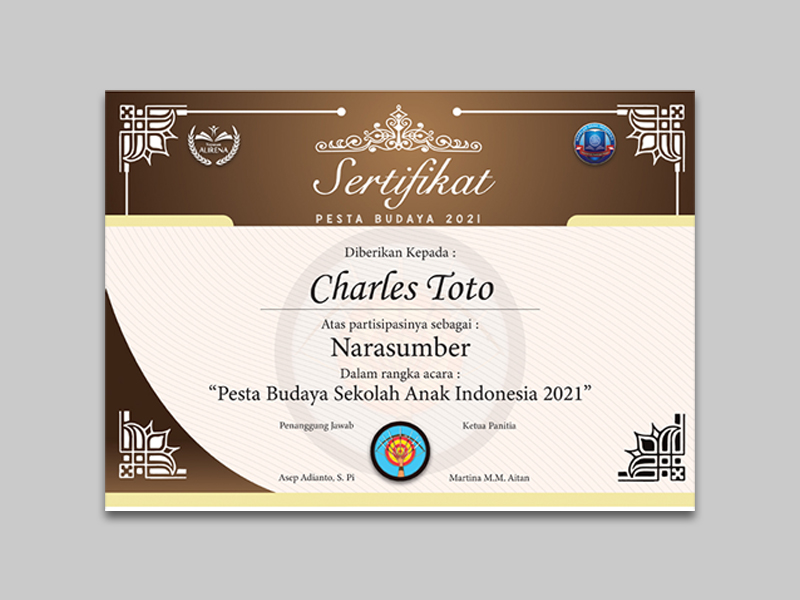 Yayasan
AURENA
Sertifikat
PESTA BUDAYA 2021
Diberikan Kepada :
Charles Toto
Atas partisipasinya sebagai :
Narasumber
Dalam rangka acara :
“Pesta Budaya Sekolah Anak Indonesia 2021”
Penanggung Jawab
Ketua Panitia
Asep Adianto, S. Pi
Martina M.M. Aitan